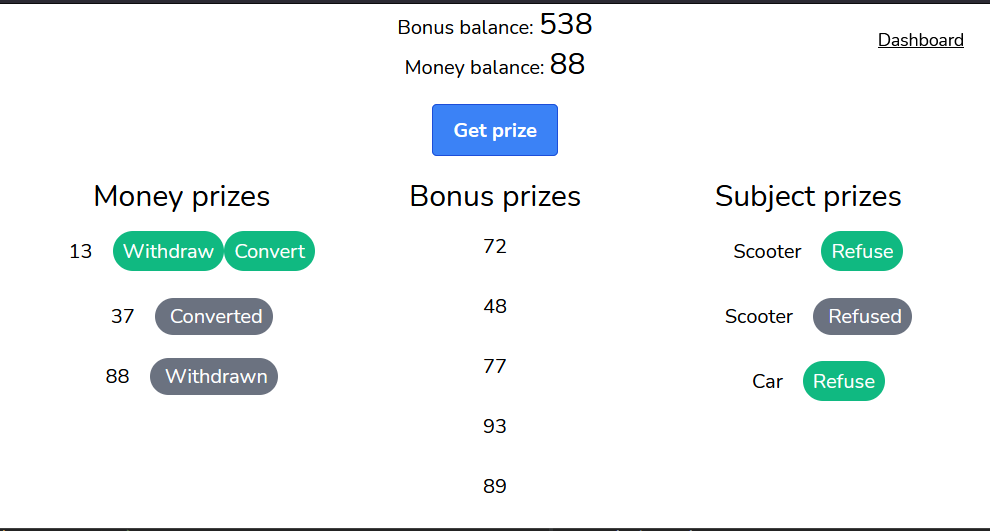 Bonus balance: 538
Dashboard
Money balance: 88
Get prize
Money prizes
13 Withdraw Convert
37 Converted
88 Withdrawn
Bonus prizes
72
48
77
93
89
Subject prizes
Scooter Refuse
Scooter Refused
Car Refuse